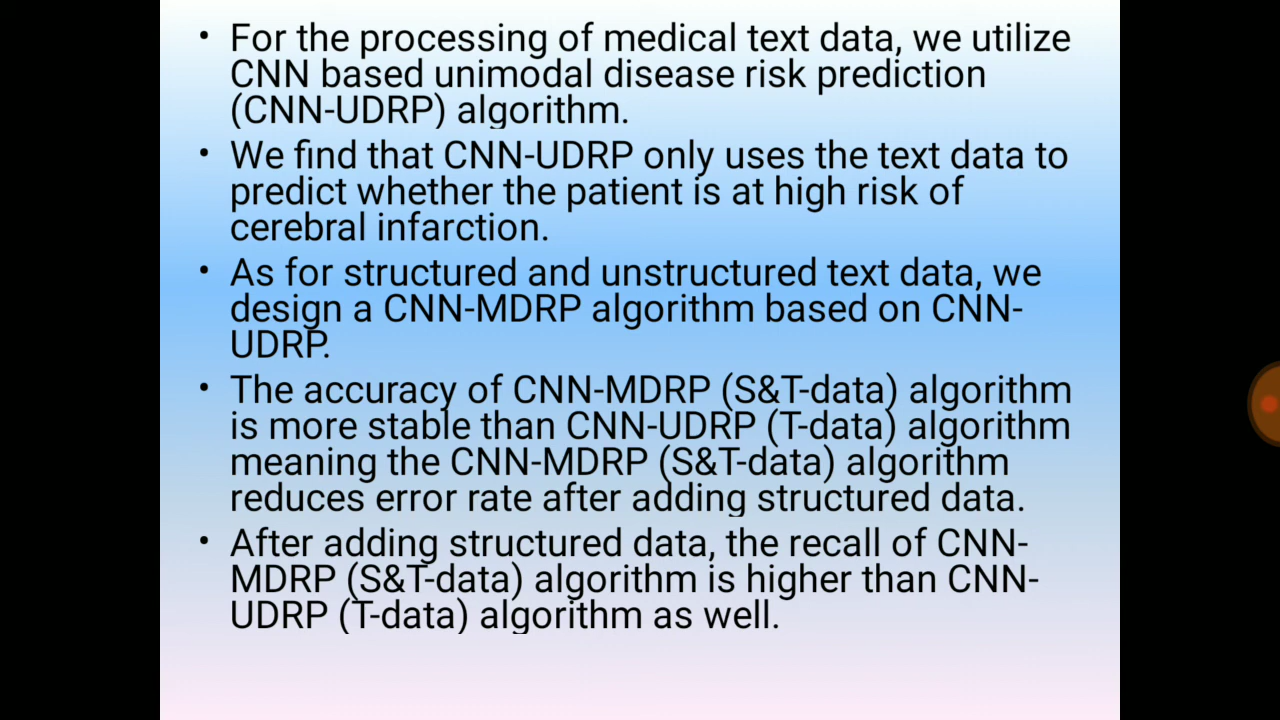 • For the processing of medical text data, we utilize
CNN based unimodal disease risk prediction
(CNN-UDRP) algorithm.
• We find that CNN-UDRP only uses the text data to
predict whether the patient is at high risk of
cerebral infarction.
• As for structured and unstructured text data, we
design a CNN-MDRP algorithm based on CNN-
UDRP.
• The accuracy of CNN-MDRP (S&T-data) algorithm
is more stable than CNN-UDRP (T-data) algorithm
meaning the CNN-MDRP (S&T-data) algorithm
reduces error rate after adding structured data.
• After adding structured data, the recall of CNN-
MDRP (S&T-data) algorithm is higher than CNN-
UDRP (T-data) algorithm as well.